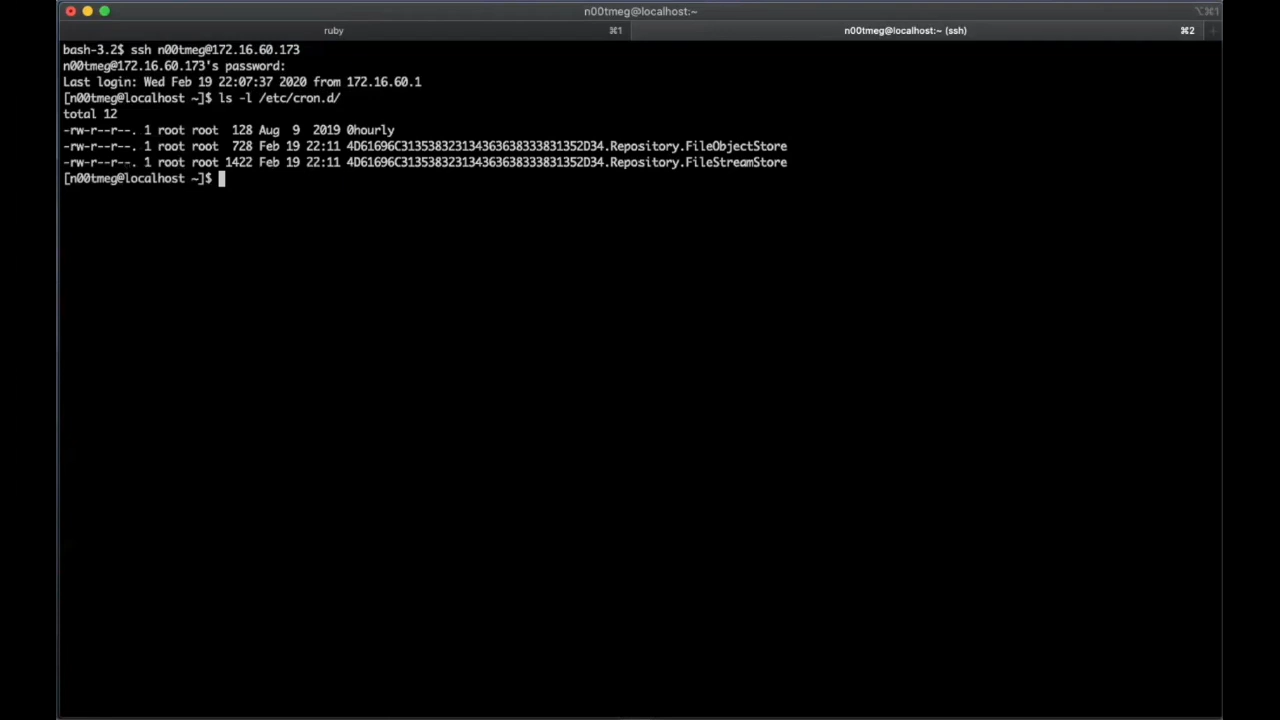 n00tmeg@localhost:~
⌥⌘1
ruby ⌘1 n00tmeg@localhost:~ (ssh) ⌘2 +
bash-3.2$ ssh n00tmeg@172.16.60.173
n00tmeg@172.16.60.173's password:
Last login: Wed Feb 19 22:07:37 2020 from 172.16.60.1
[n00tmeg@localhost ~]$ ls -l /etc/cron.d/
total 12
-rw-r--r--. 1 root root  128 Aug  9  2019 0hourly
-rw-r--r--. 1 root root  728 Feb 19 22:11 4D61696C31353832313436363833383135​2D34.Repository.FileObjectStore
-rw-r--r--. 1 root root 1422 Feb 19 22:11 4D61696C313538323134363638333831352D34.Repository.FileStreamStore
[n00tmeg@localhost ~]$